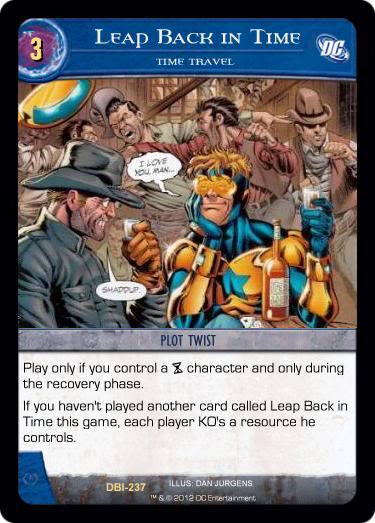 3
LEAP BACK IN TIME
DC
TIME TRAVEL
I LOVE
YOU, MAN...
SHADDUP.
PLOT TWIST
Play only if you control a character and only during
the recovery phase.
If you haven't played another card called Leap Back in
Time this game, each player KO's a resource he
controls.
DBI-237
ILLUS: DAN JURGENS
™ & © 2012 DC Entertainment